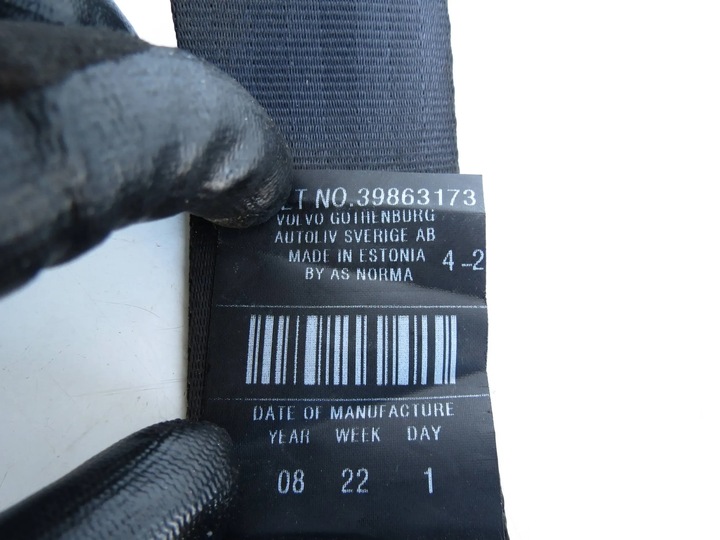 NO.39863173
VOLVO GOTHENBURG
AUTOLIV SVERIGE AB
MADE IN ESTONIA 4-2
BY AS NORMA
DATE OF MANUFACTURE
YEAR WEEK DAY
08 22 1